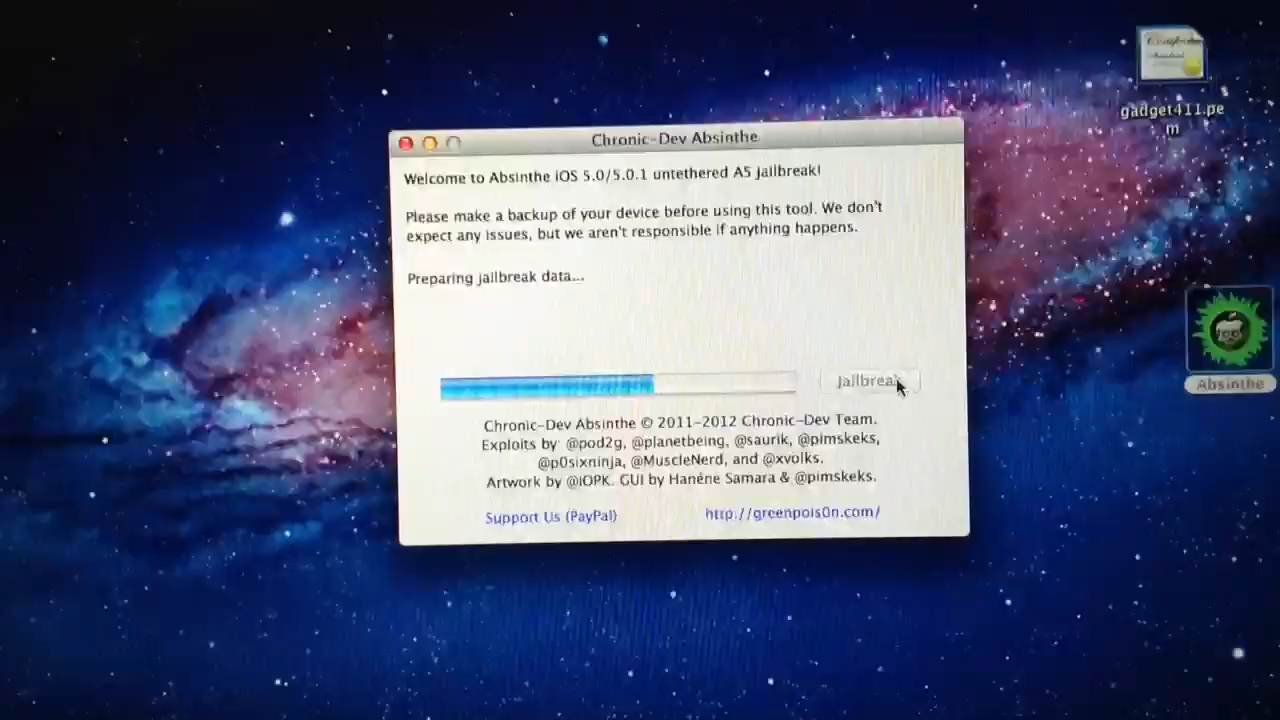 gadget411.pe
m
Chronic-Dev Absinthe
Welcome to Absinthe iOS 5.0/5.0.1 untethered A5 jailbreak!
Please make a backup of your device before using this tool. We don't
expect any issues, but we aren't responsible if anything happens.
Preparing jailbreak data...
Jailbreak
Absinthe
Chronic-Dev Absinthe © 2011-2012 Chronic-Dev Team.
Exploits by: @pod2g, @planetbeing, @saurik, @pimskeks,
@p0sixninja, @MuscleNerd, and @xvolks.
Artwork by @iOPK. GUI by Hanéne Samara & @pimskeks.
Support Us (PayPal)
http://greenpois0n.com/